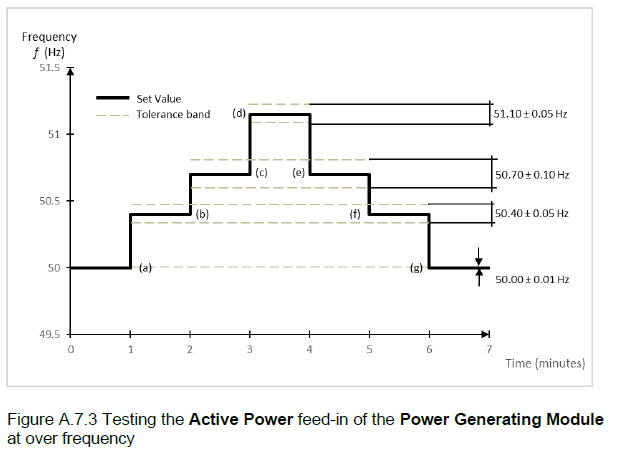 Frequency
f (Hz)
51.5
Set Value
Tolerance band
(d)
51.10 ± 0.05 Hz
51
(c)
(e)
50.70 ± 0.10 Hz
50.5
(b)
(f)
50.40 ± 0.05 Hz
50
(a)
(g)
50.00 ± 0.01 Hz
49.5
0 1 2 3 4 5 6 7
Time (minutes)
Figure A.7.3 Testing the Active Power feed-in of the Power Generating Module
at over frequency